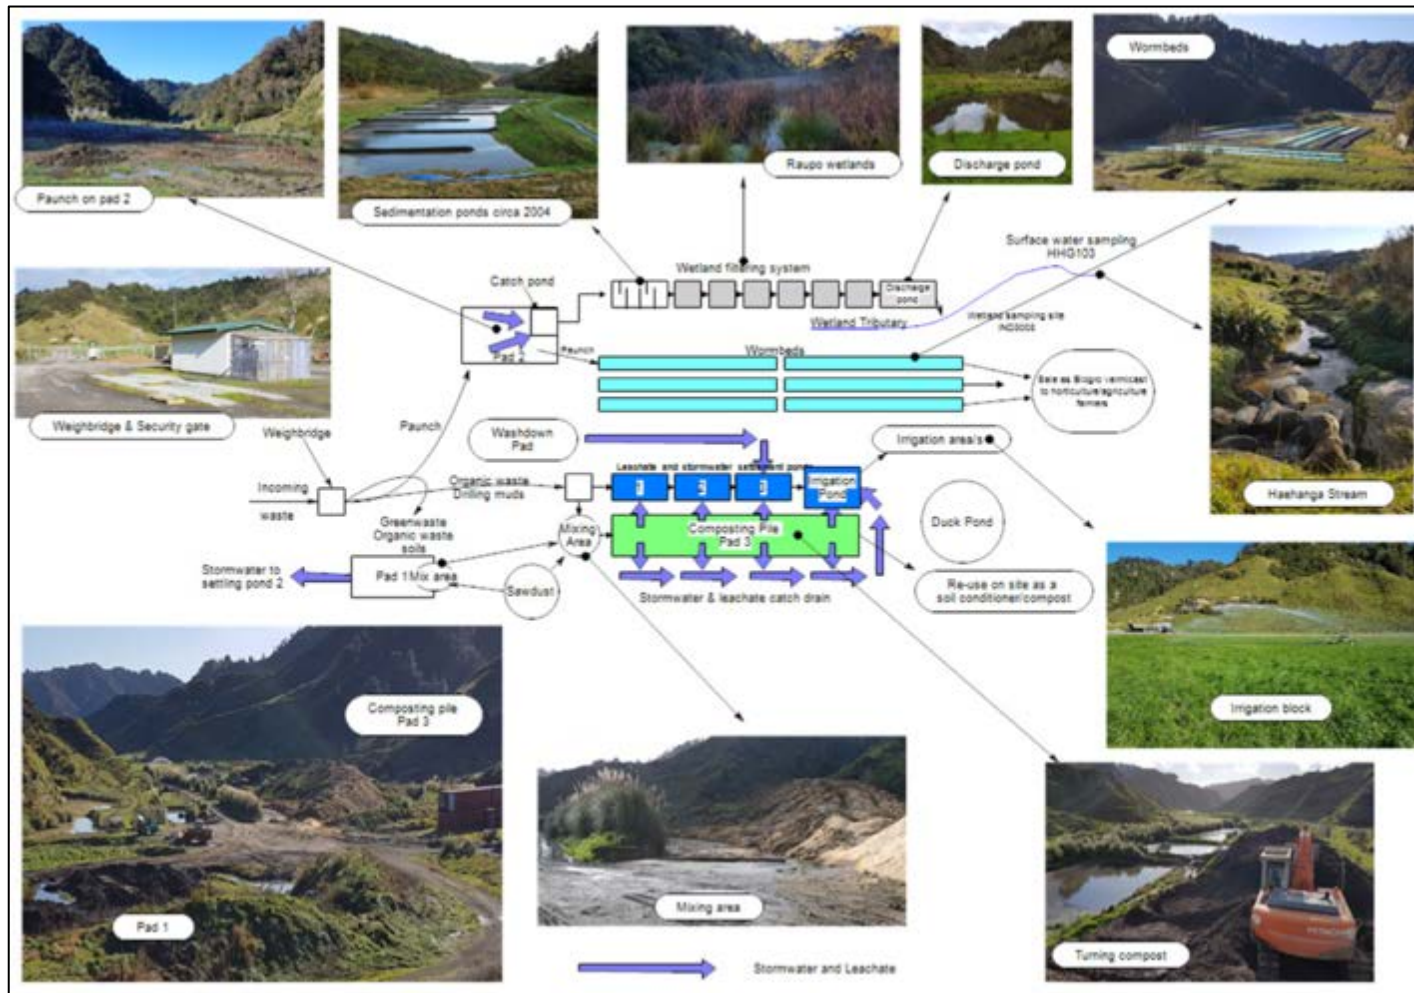 Wormbeds
Raupo wetlands
Discharge pond
Paunch on pad 2
Sedimentation ponds circa 2004
Surface water sampling
HHG103
Wetland filtering system
Catch pond
Discharge
pond
Wetland Tributary
Wetland sampling site
Pad 2
Paunch
Wormbeds
Sale as Biogro vermicast
to horticulture/agriculture
farmers
Weighbridge & Security gate
Weighbridge
Paunch
Washdown
Pad
Irrigation area/s
Haehanga Stream
Leachate and stormwater settlement ponds
Incoming
waste
Organic waste
Drilling muds
1
2
3
Irrigation
Pond
Greenwaste
Organic waste
soils
Mixing
Area
Composting Pile
Pad 3
Duck Pond
Stormwater to
settling pond 2
Pad 1
Mix area
Sawdust
Stormwater & leachate catch drain
Re-use on site as a
soil conditioner/compost
Composting pile
Pad 3
Irrigation block
Pad 1
Mixing area
HITACHI
Turning compost
Stormwater and Leachate